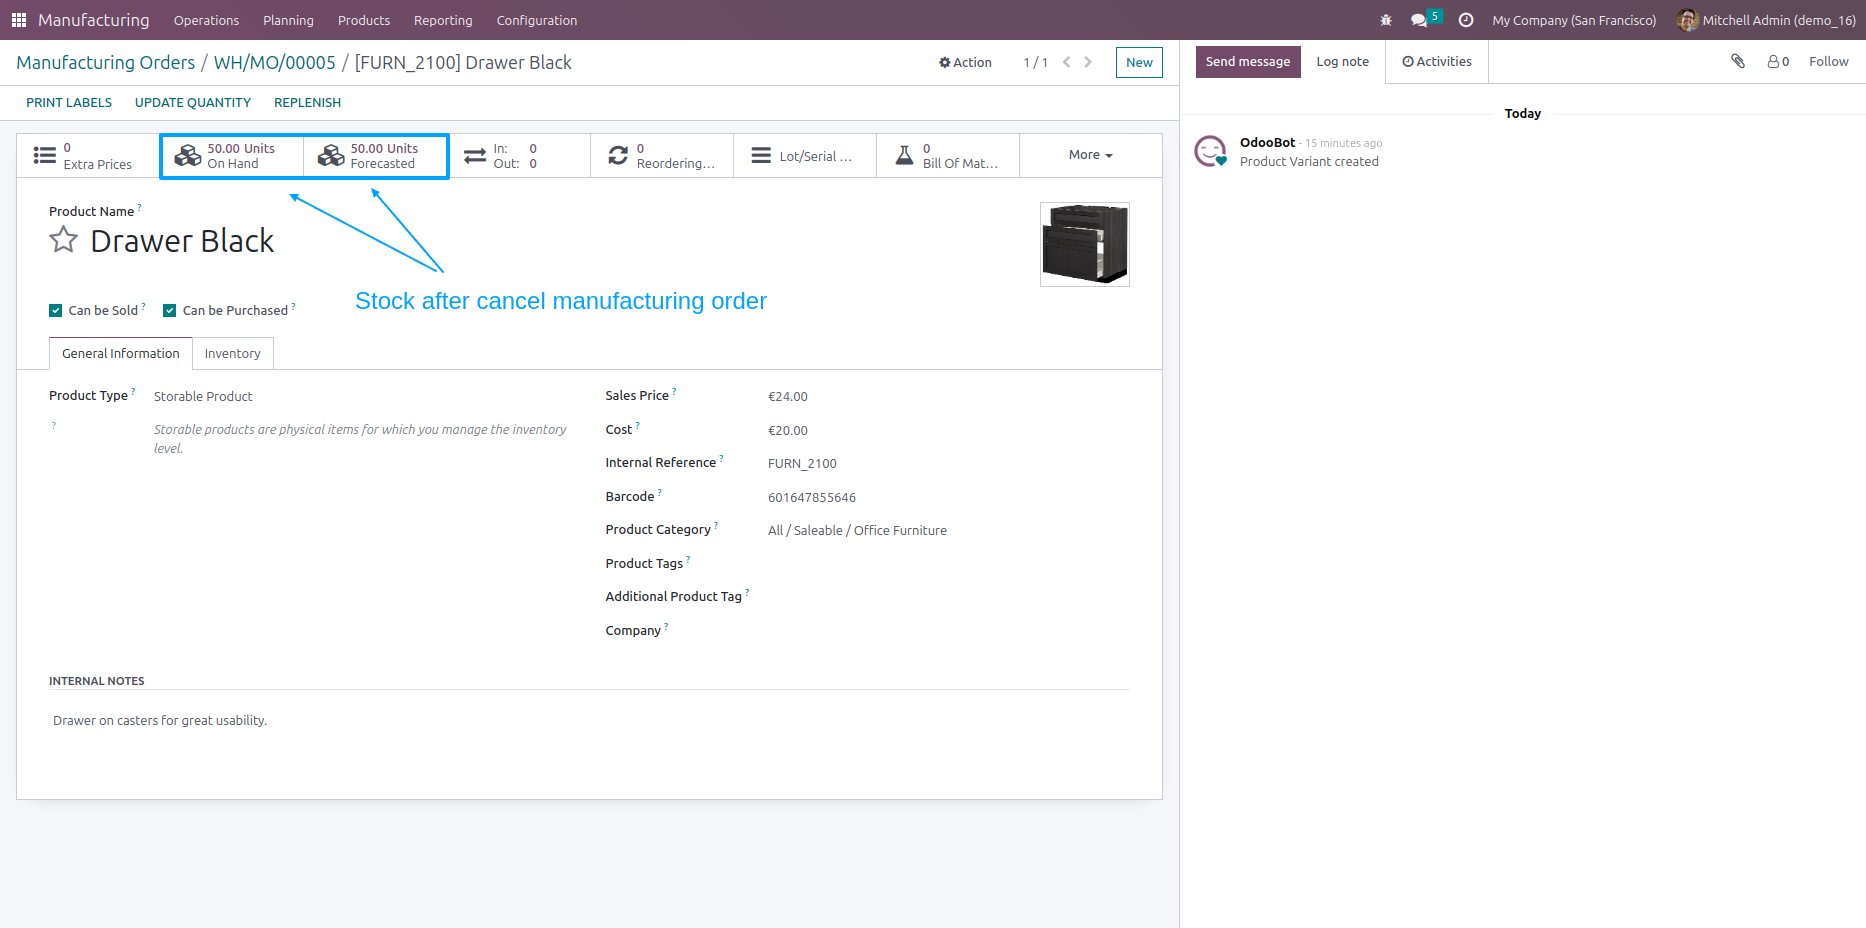 Manufacturing Operations Planning Products Reporting Configuration 5 My Company (San Francisco) Mitchell Admin (demo_16)
Manufacturing Orders / WH/MO/00005 / [FURN_2100] Drawer Black Action 1 / 1 New
Send message Log note Activities 0 Follow
PRINT LABELS UPDATE QUANTITY REPLENISH
Today
0 Extra Prices
50.00 Units On Hand
50.00 Units Forecasted
In: 0
Out: 0
0 Reordering...
Lot/Serial ...
0 Bill Of Mat...
More
OdooBot - 15 minutes ago
Product Variant created
Product Name ?
Drawer Black
Stock after cancel manufacturing order
Can be Sold ? Can be Purchased ?
General Information Inventory
Product Type ? Storable Product
?
Storable products are physical items for which you manage the inventory
level.
Sales Price ? €24.00
Cost ? €20.00
Internal Reference ? FURN_2100
Barcode ? 601647855646
Product Category ? All / Saleable / Office Furniture
Product Tags ?
Additional Product Tag ?
Company ?
INTERNAL NOTES
Drawer on casters for great usability.